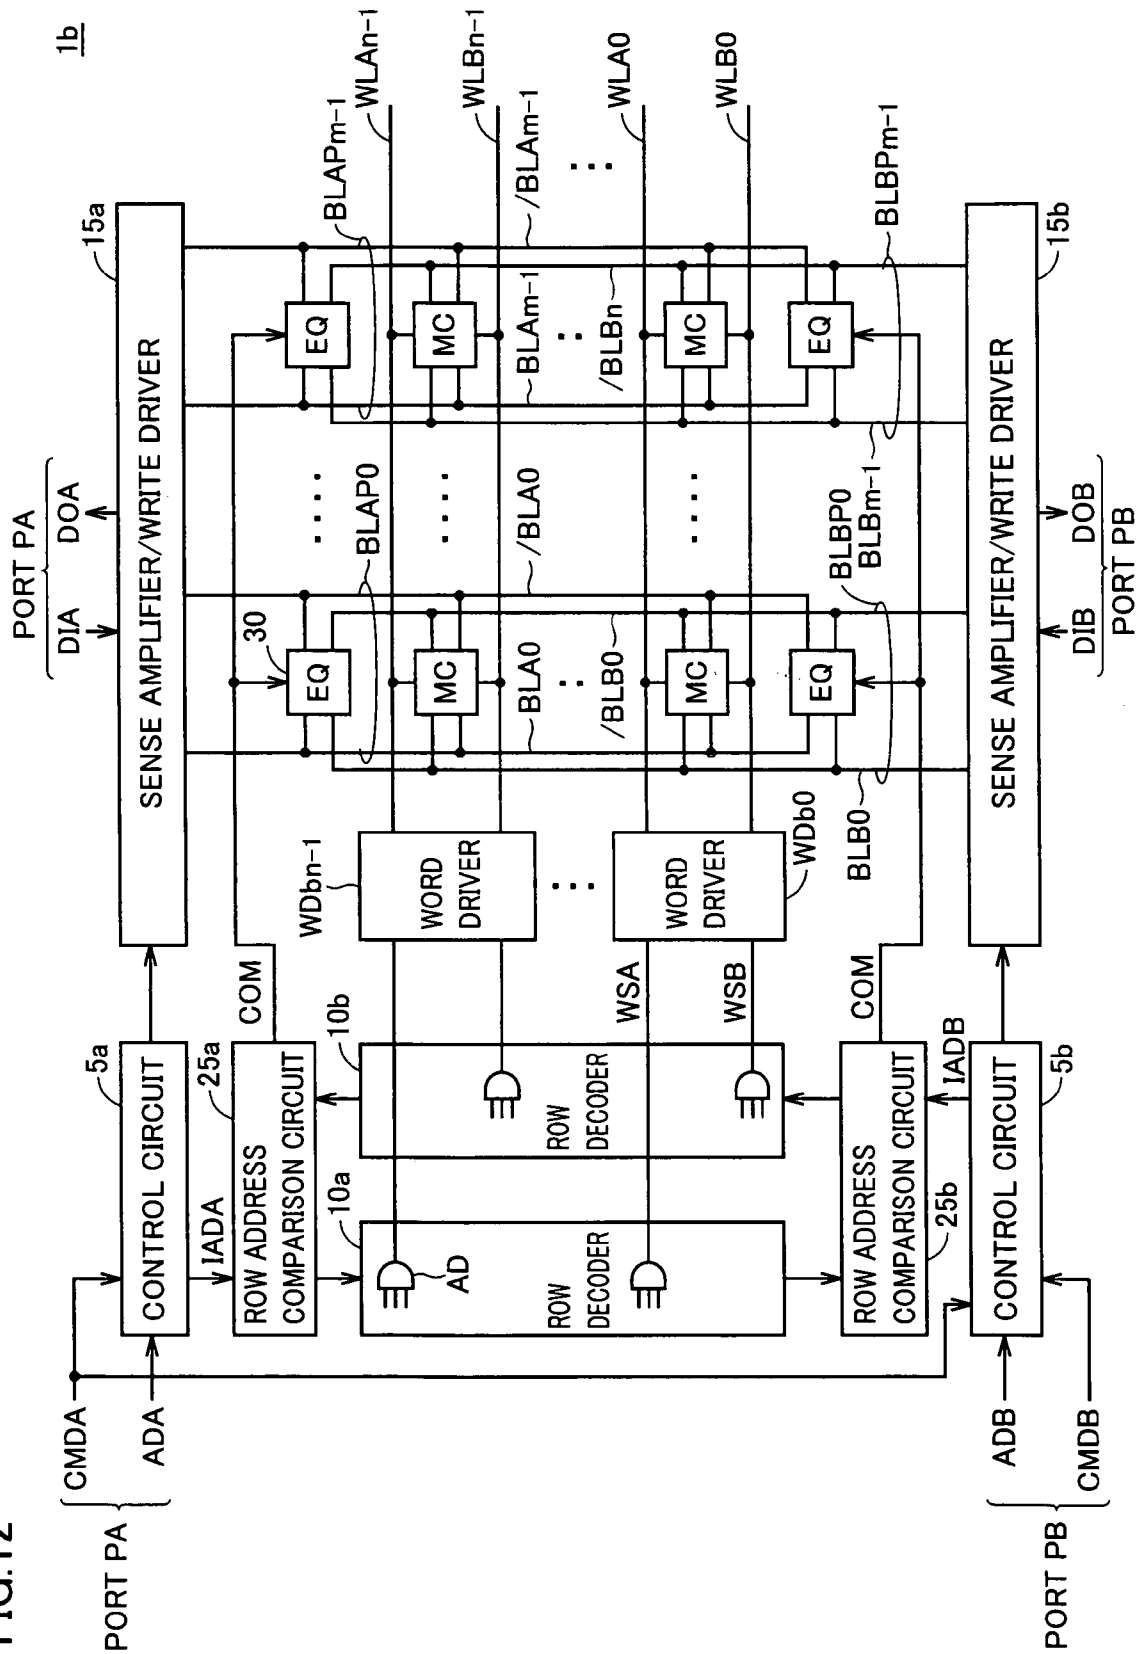 FIG.12
1b
PORT PA
CMDA
ADA
PORT PA
DIA
DOA
5a
CONTROL CIRCUIT
SENSE AMPLIFIER/WRITE DRIVER
15a
IADA
25a
ROW ADDRESS
COMPARISON CIRCUIT
COM
30
EQ
EQ
BLAP0
BLAPm-1
10a
10b
AD
ROW
DECODER
ROW
DECODER
WDbn-1
WORD
DRIVER
MC
MC
WLAn-1
WLBn-1
BLA0
/BLA0
BLAm-1
/BLAm-1
/BLB0
/BLBn
WSA
WSB
WORD
DRIVER
WDb0
MC
MC
WLA0
WLB0
EQ
EQ
BLB0
BLBP0
BLBm-1
BLBPm-1
COM
ROW ADDRESS
COMPARISON CIRCUIT
25b
IADB
CONTROL CIRCUIT
5b
SENSE AMPLIFIER/WRITE DRIVER
15b
ADB
CMDB
PORT PB
DIB
DOB
PORT PB